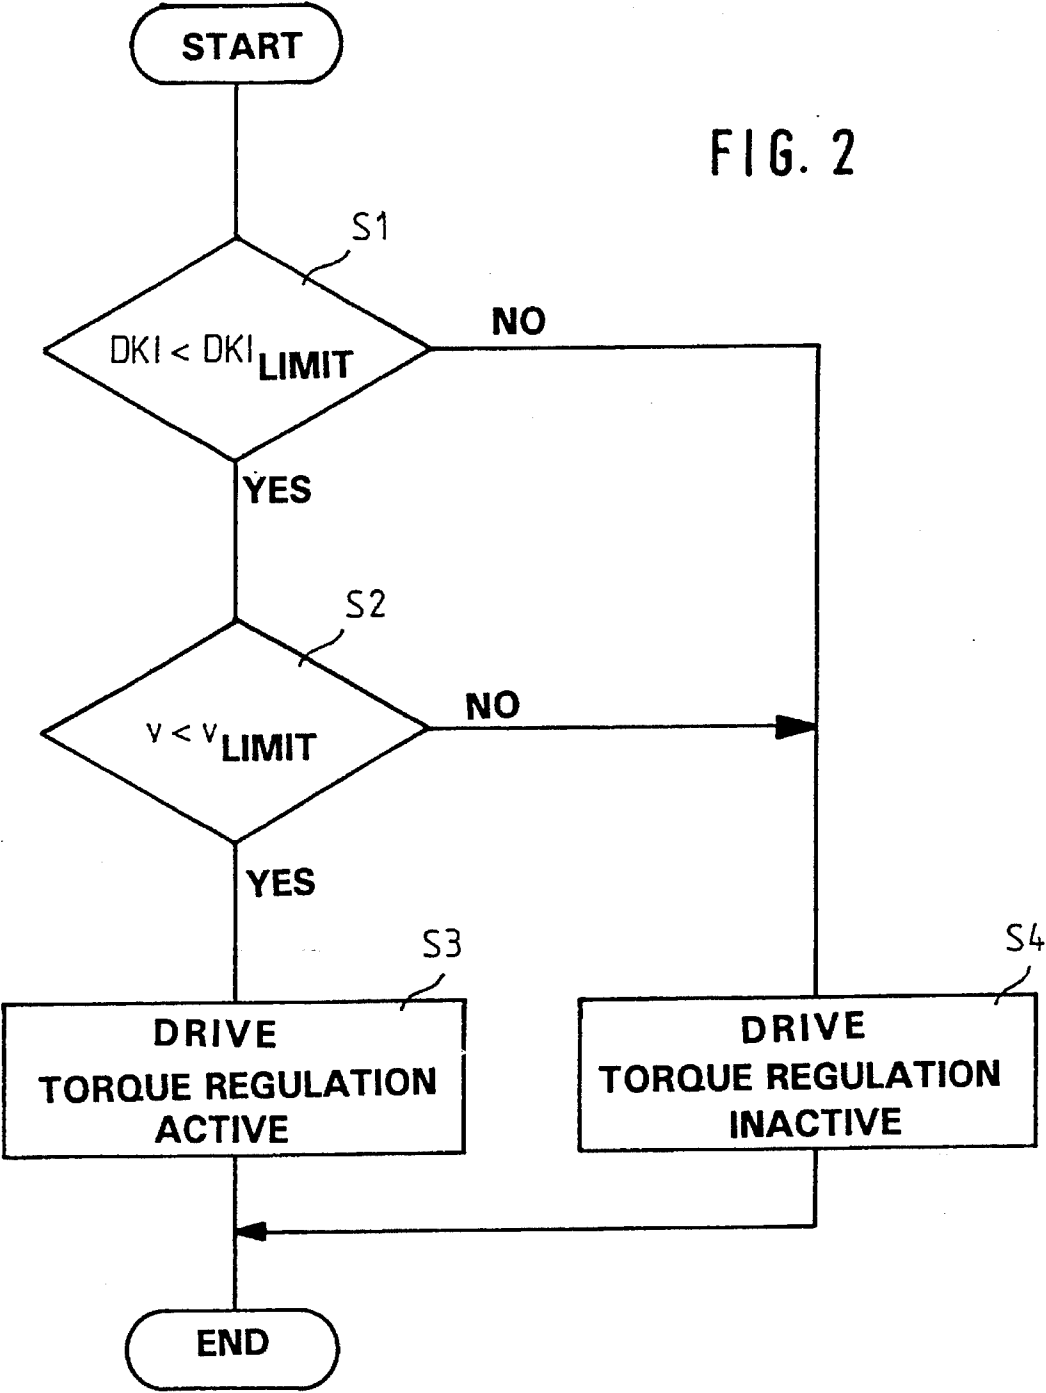 START
FIG. 2
S1
NO
DKI < DKI LIMIT
YES
S2
NO
v < v LIMIT
YES
S3
S4
DRIVE
TORQUE REGULATION
ACTIVE
DRIVE
TORQUE REGULATION
INACTIVE
END